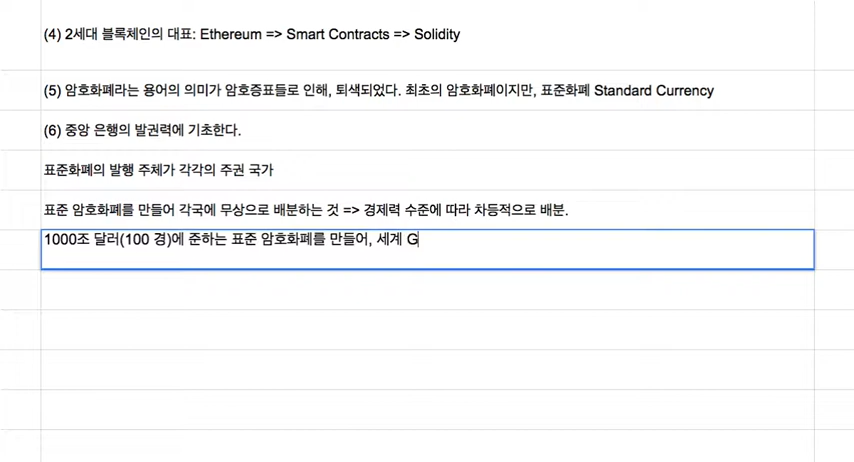 (4) 2세대 블록체인의 대표: Ethereum => Smart Contracts => Solidity
(5) 암호화폐라는 용어의 의미가 암호증표들로 인해, 퇴색되었다. 최초의 암호화폐이지만, 표준화폐 Standard Currency
(6) 중앙 은행의 발권력에 기초한다.
표준화폐의 발행 주체가 각각의 주권 국가
표준 암호화폐를 만들어 각국에 무상으로 배분하는 것 => 경제력 수준에 따라 차등적으로 배분.
1000조 달러(100 경)에 준하는 표준 암호화폐를 만들어, 세계 G